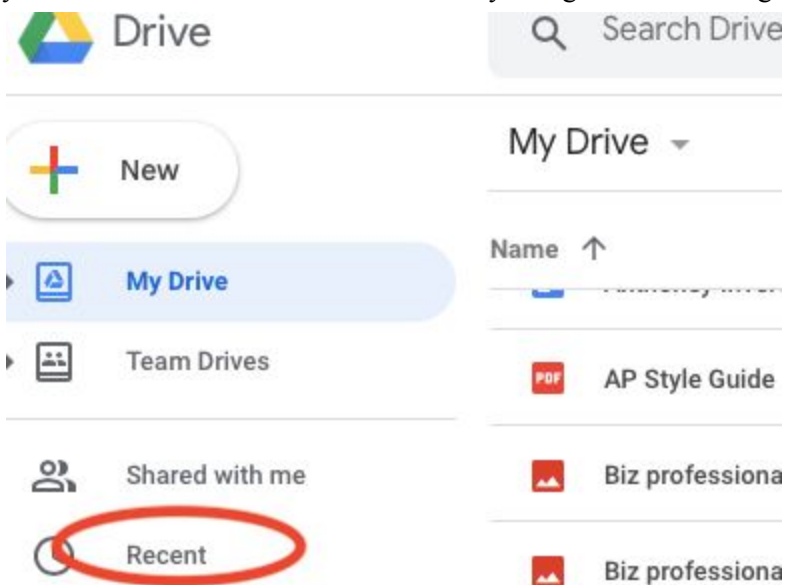 Drive
Search Drive
New
My Drive
Name
My Drive
Team Drives
PDF AP Style Guide
Shared with me
Biz professiona
Recent
Biz professiona